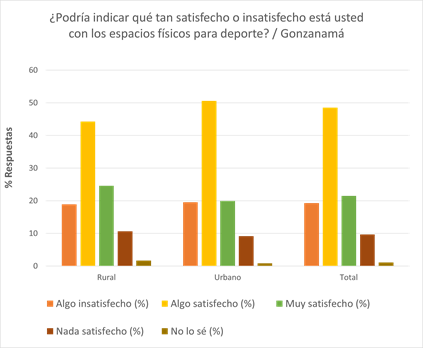 ¿Podría indicar qué tan satisfecho o insatisfecho está usted
con los espacios físicos para deporte? / Gonzanamá
60
50
40
30
20
10
0
% Respuestas
Rural
Urbano
Total
Algo insatisfecho (%)
Algo satisfecho (%)
Muy satisfecho (%)
Nada satisfecho (%)
No lo sé (%)